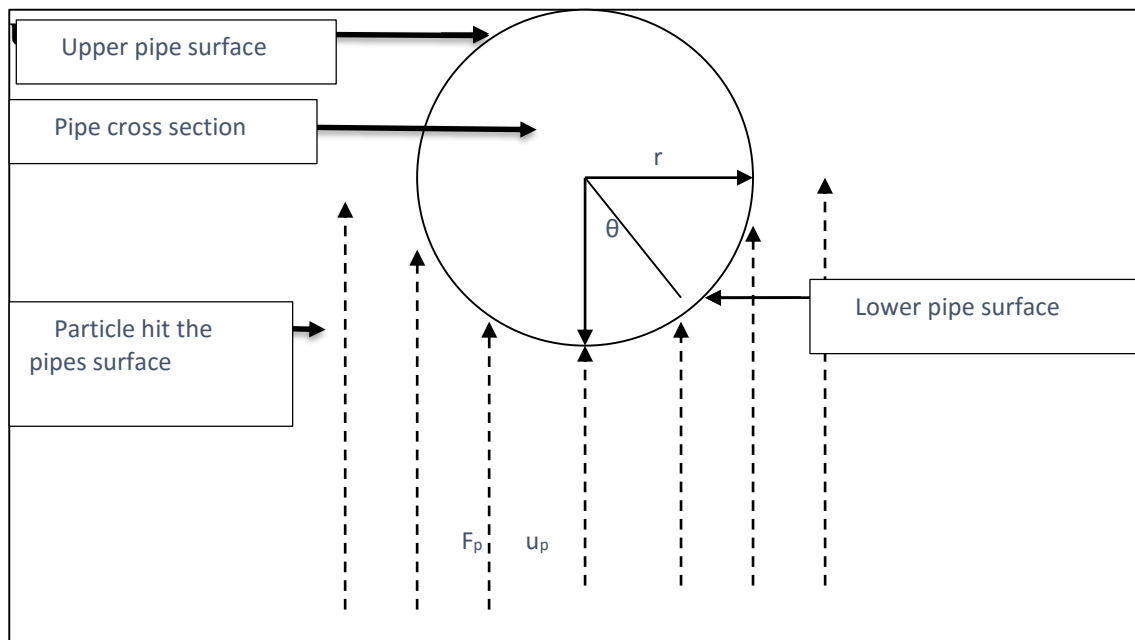 Upper pipe surface
Pipe cross section
r
θ
Lower pipe surface
Particle hit the
pipes surface
Fₚ
uₚ